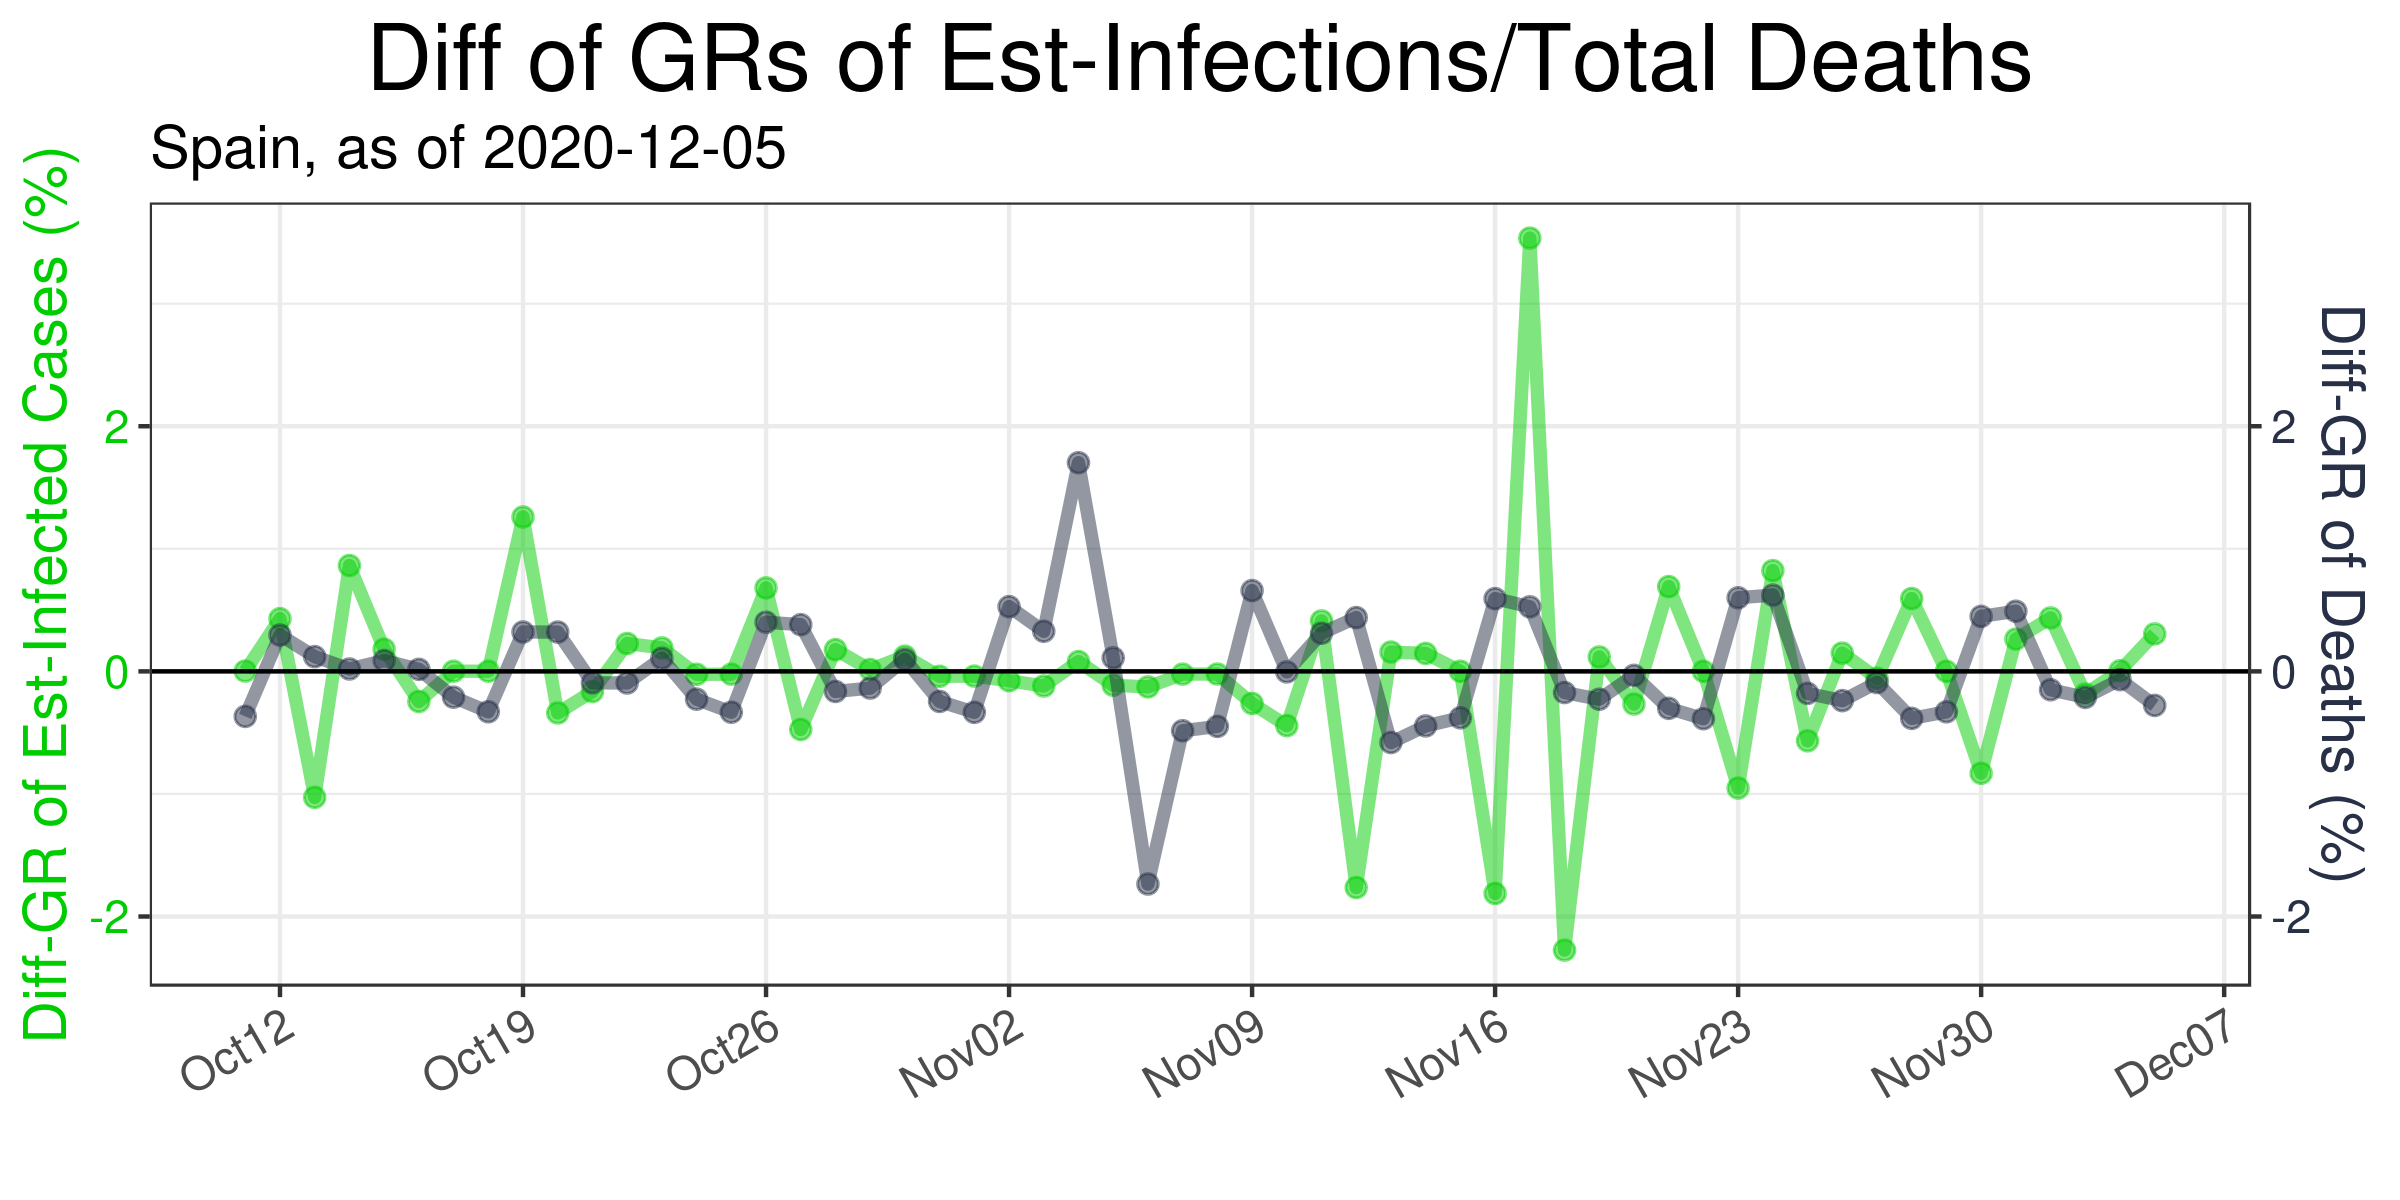 Diff of GRs of Est-Infections/Total Deaths
Spain, as of 2020-12-05
Diff-GR of Est-Infected Cases (%)
2
0
-2
2
0
-2
Diff-GR of Deaths (%)
Oct12
Oct19
Oct26
Nov02
Nov09
Nov16
Nov23
Nov30
Dec07